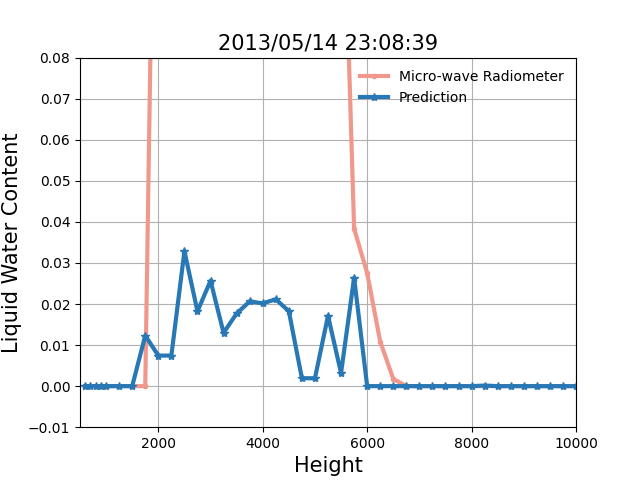 2013/05/14 23:08:39
Micro-wave Radiometer
Prediction
Liquid Water Content
0.08
0.07
0.06
0.05
0.04
0.03
0.02
0.01
0.00
−0.01
2000 4000 6000 8000 10000
Height